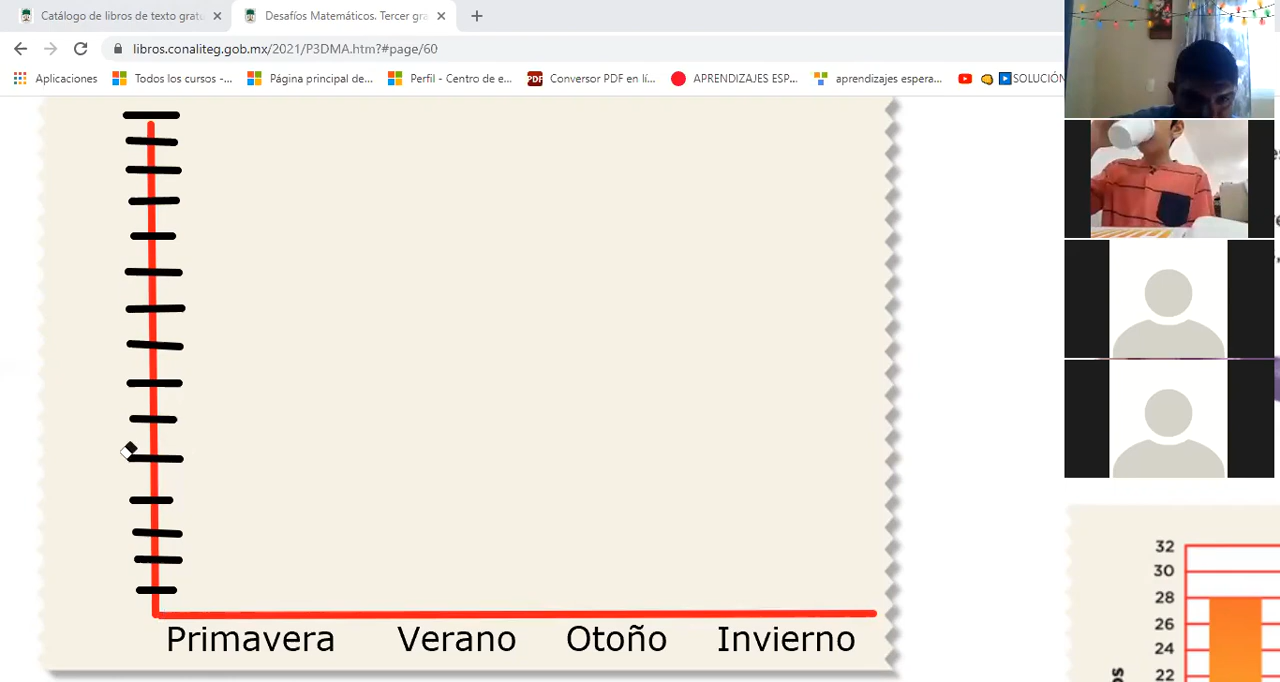 Catálogo de libros de texto gratu
Desafíos Matemáticos. Tercer gra
libros.conaliteg.gob.mx/2021/P3DMA.htm?#page/60
Aplicaciones
Todos los cursos -...
Página principal de...
Perfil - Centro de e...
PDF
Conversor PDF en lí...
APRENDIZAJES ESP...
aprendizajes espera...
SOLUCIÓN
Primavera Verano Otoño Invierno
32
30
28
26
24
22